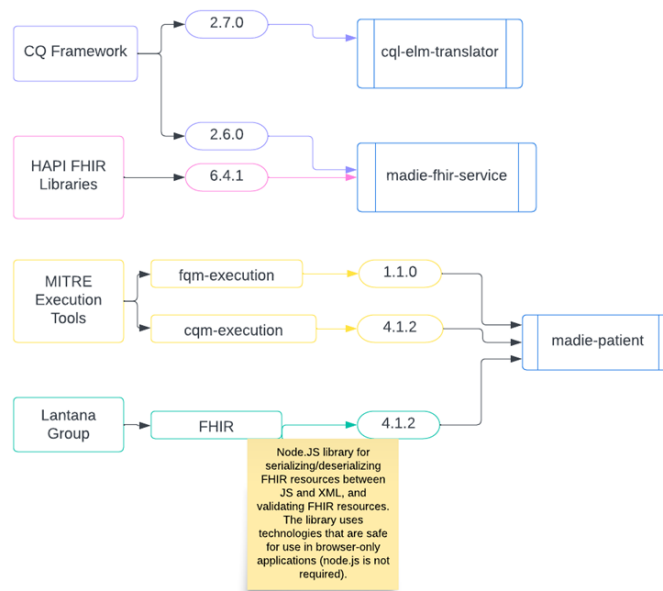 2.7.0
CQ Framework
cql-elm-translator
2.6.0
HAPI FHIR
Libraries
6.4.1
madie-fhir-service
MITRE
Execution
Tools
fqm-execution
1.1.0
cqm-execution
4.1.2
madie-patient
Lantana
Group
FHIR
4.1.2
Node.JS library for
serializing/deserializing
FHIR resources between
JS and XML, and
validating FHIR resources.
The library uses
technologies that are safe
for use in browser-only
applications (node.js is not
required).